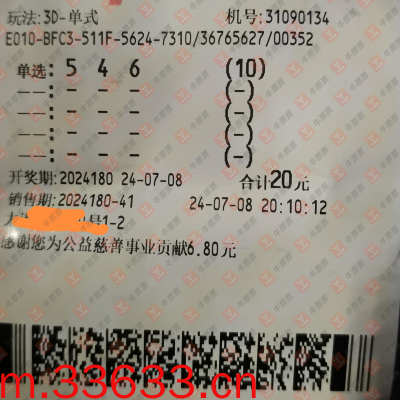 玩法:3D-单式 机号:31090134
E010-BFC3-511F-5624-7310/36765627/00352
单选: 5 4 6 (10)
--: - - - (-)
--: - - - (-)
--: - - - (-)
--: - - - (-)
开奖期:2024180 24-07-08 合计20元
销售期:2024180-41 24-07-08 20:10:12
号1-2
感谢您为公益慈善事业贡献6.80元
m.33633.cn